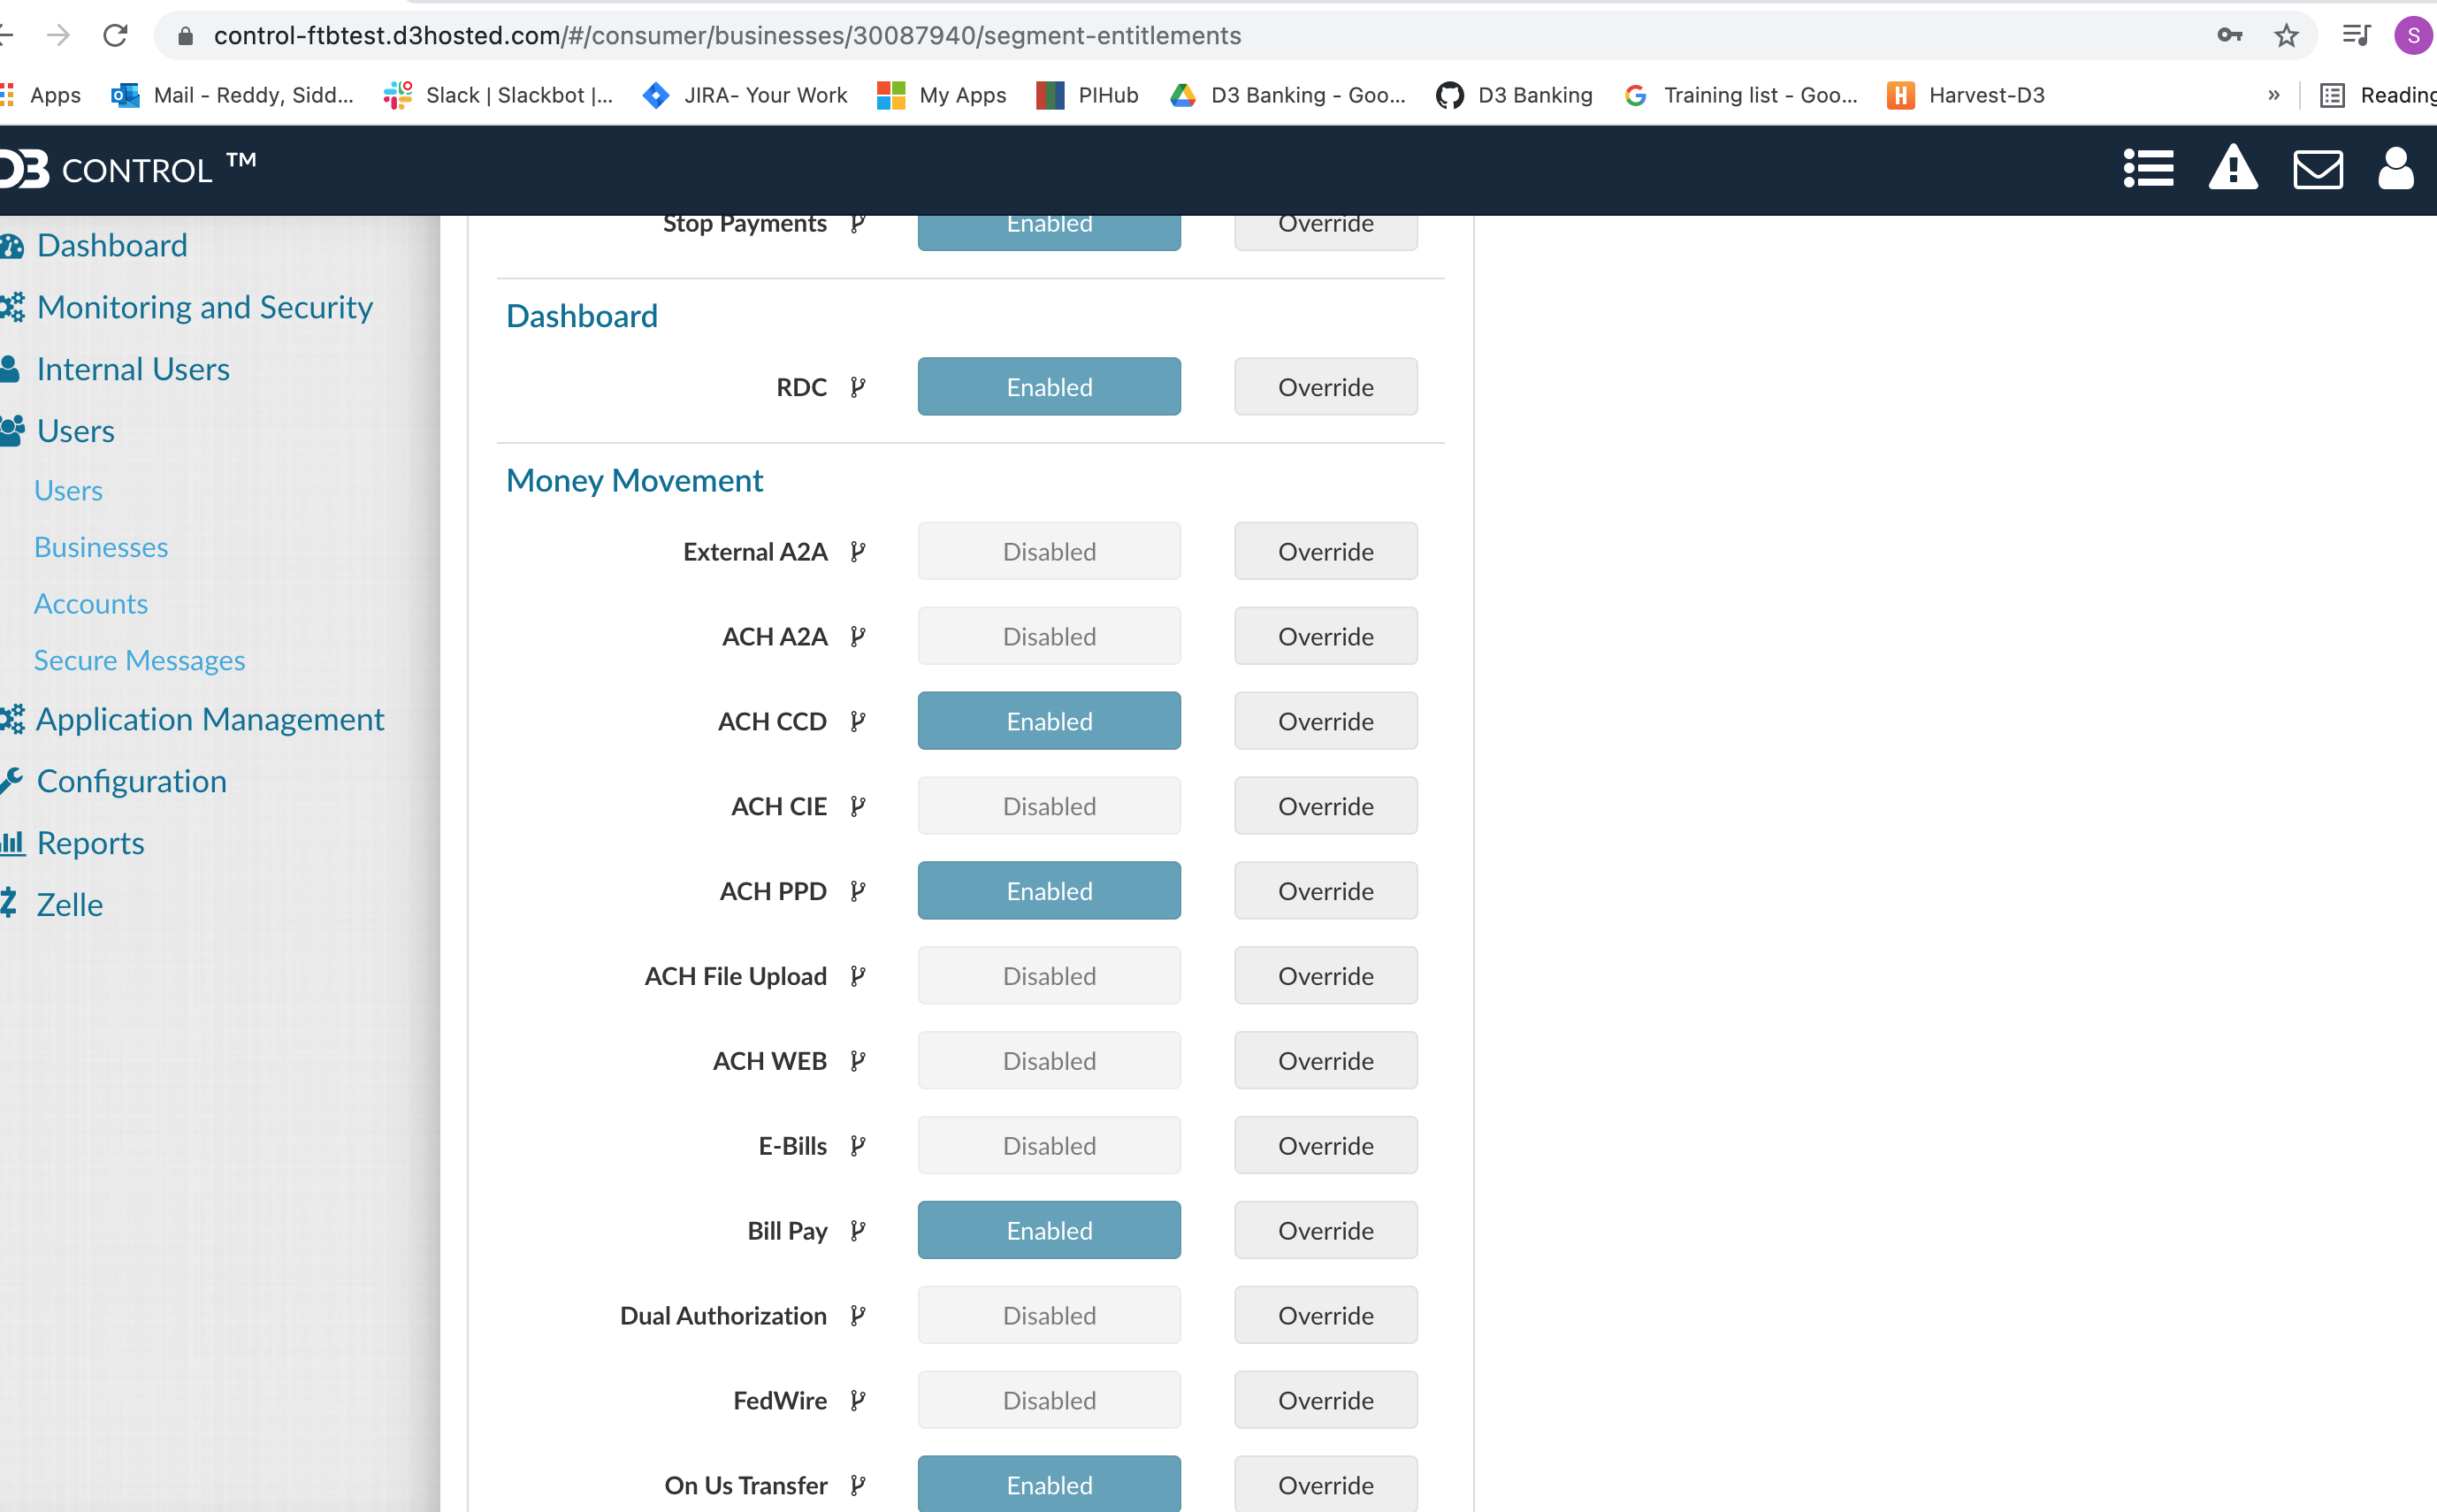 control-ftbtest.d3hosted.com/#/consumer/businesses/30087940/segment-entitlements
S
Apps
Mail - Reddy, Sidd...
Slack | Slackbot |...
JIRA- Your Work
My Apps
PIHub
D3 Banking - Goo...
D3 Banking
Training list - Goo...
H Harvest-D3
»
Reading
D3 CONTROL ™
Dashboard
Monitoring and Security
Internal Users
Users
Users
Businesses
Accounts
Secure Messages
Application Management
Configuration
Reports
Zelle
Stop Payments Enabled Override
Dashboard
RDC Enabled Override
Money Movement
External A2A Disabled Override
ACH A2A Disabled Override
ACH CCD Enabled Override
ACH CIE Disabled Override
ACH PPD Enabled Override
ACH File Upload Disabled Override
ACH WEB Disabled Override
E-Bills Disabled Override
Bill Pay Enabled Override
Dual Authorization Disabled Override
FedWire Disabled Override
On Us Transfer Enabled Override